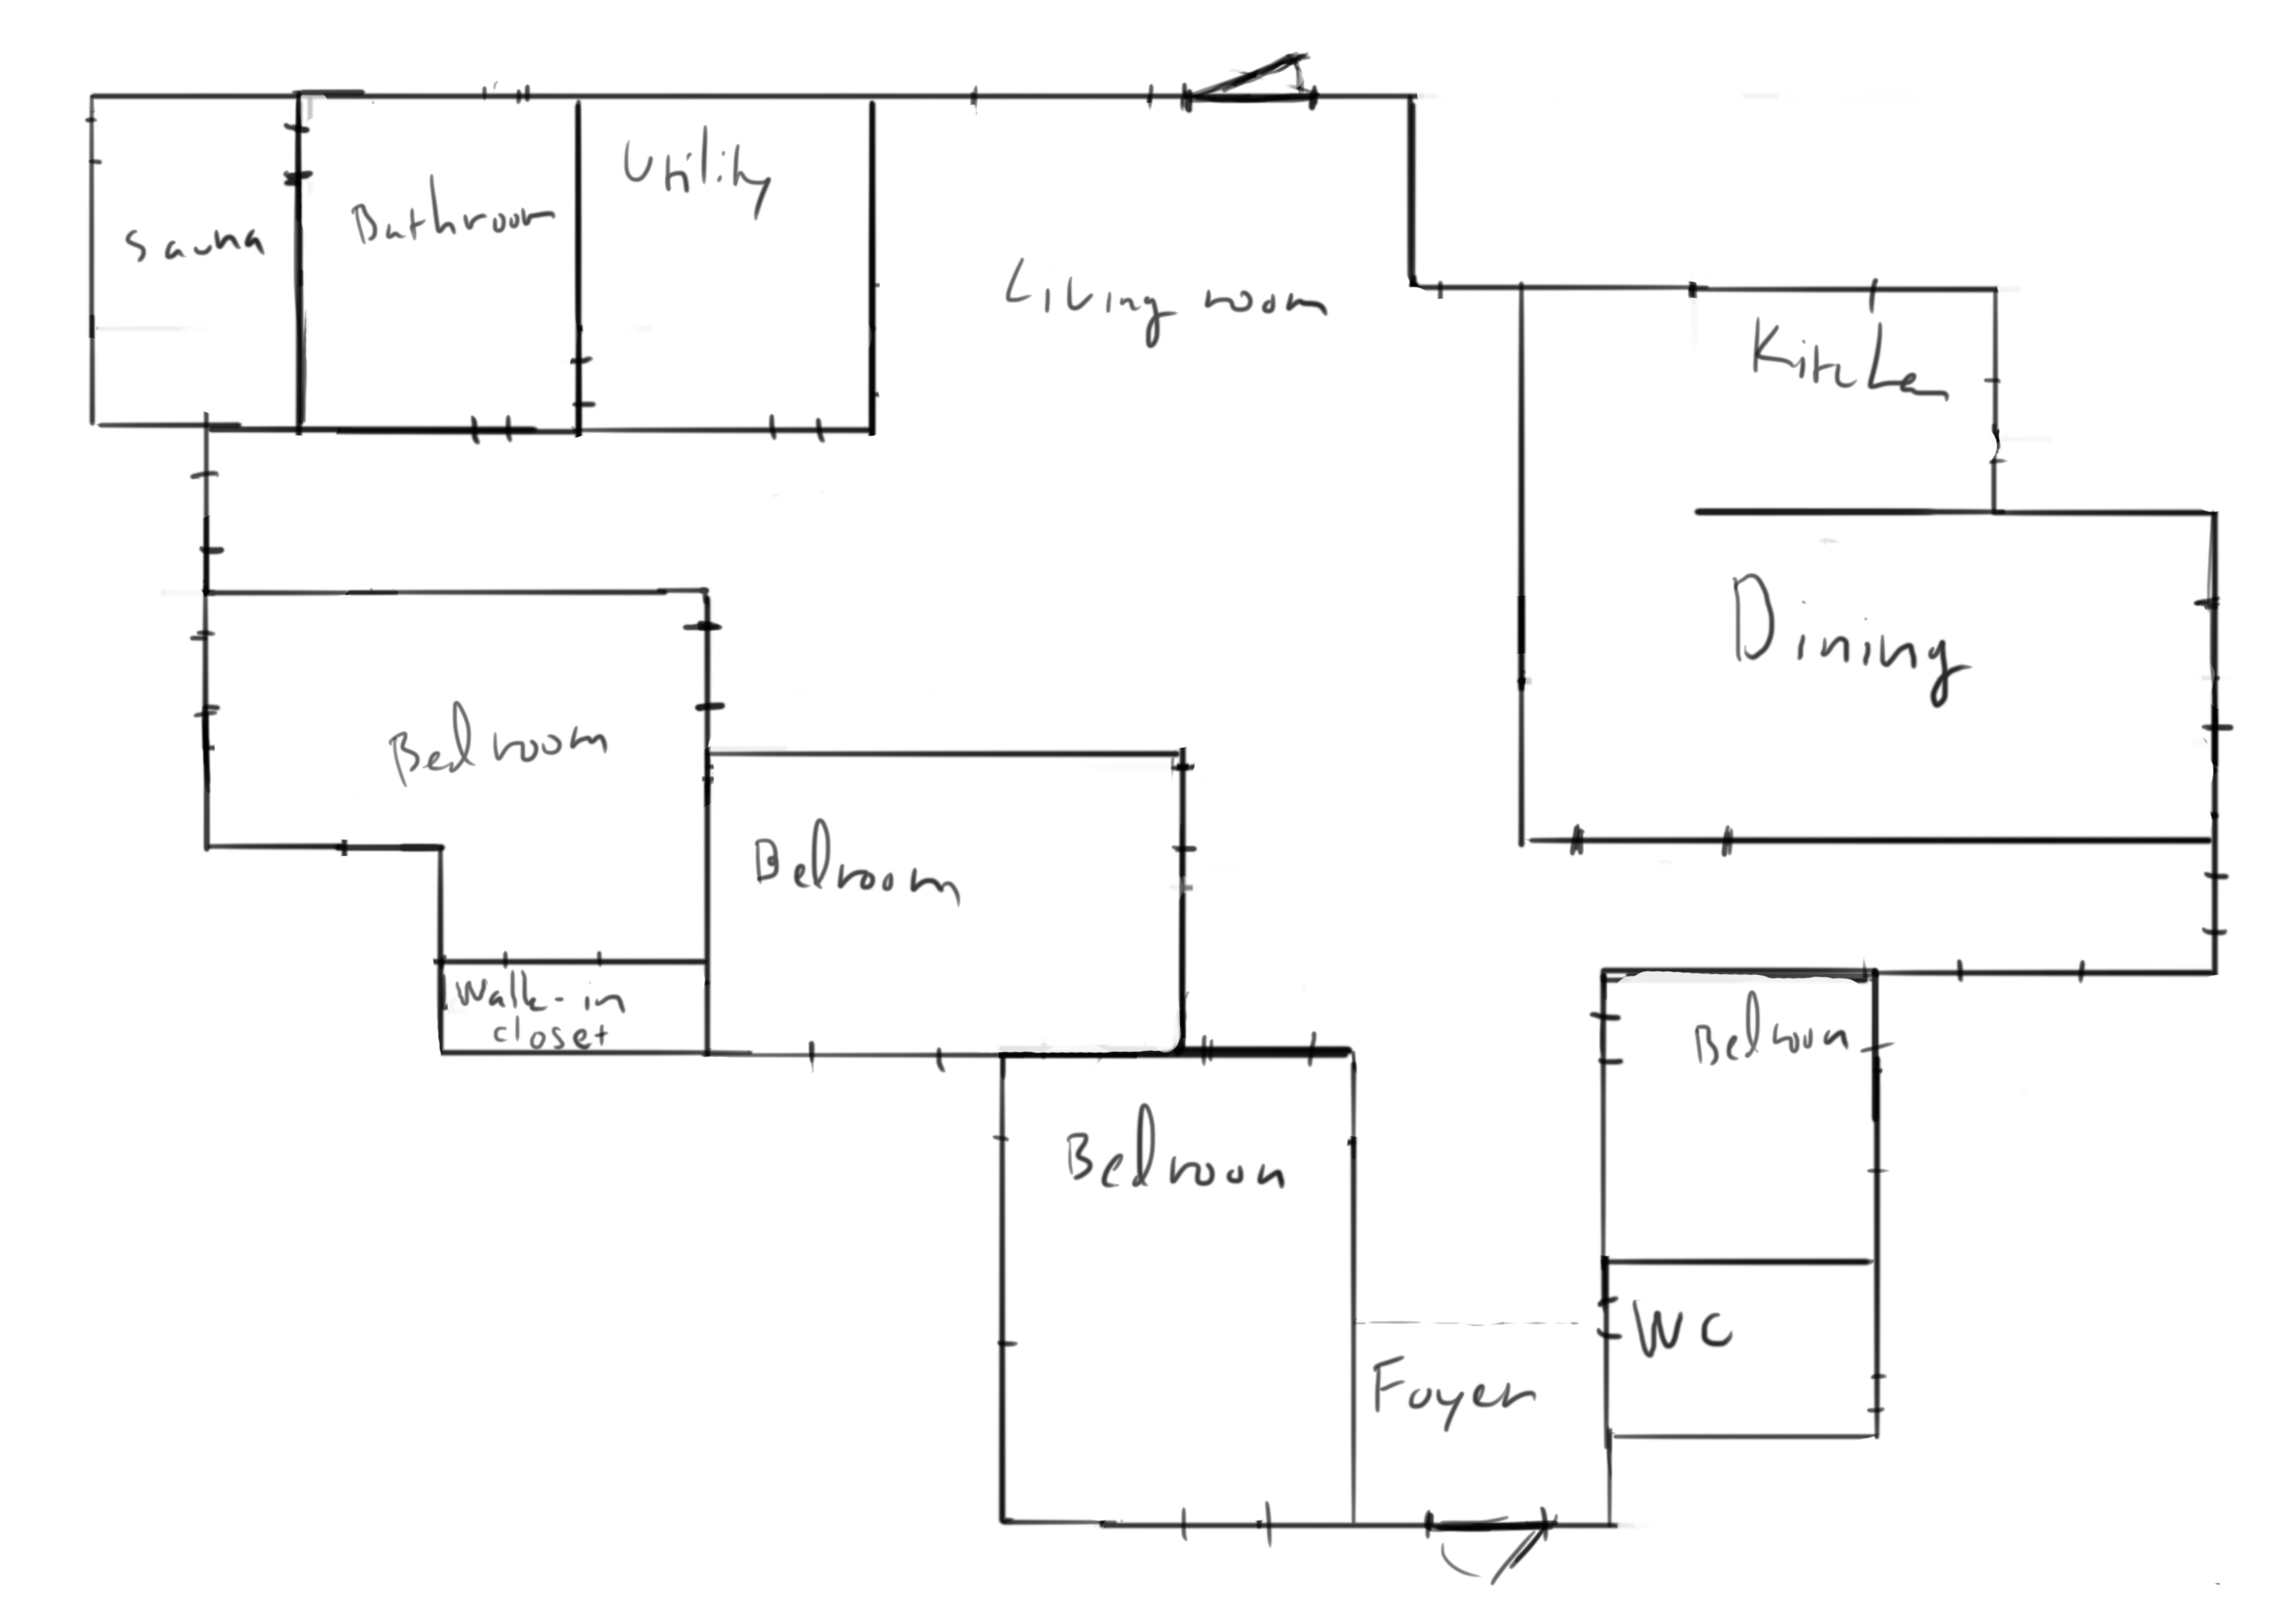 Utility
Sauna
Bathroom
Living room
Kitchen
Dining
Bedroom
Bedroom
Walk-in
closet
Bedroom
Bedroom
WC
Foyer